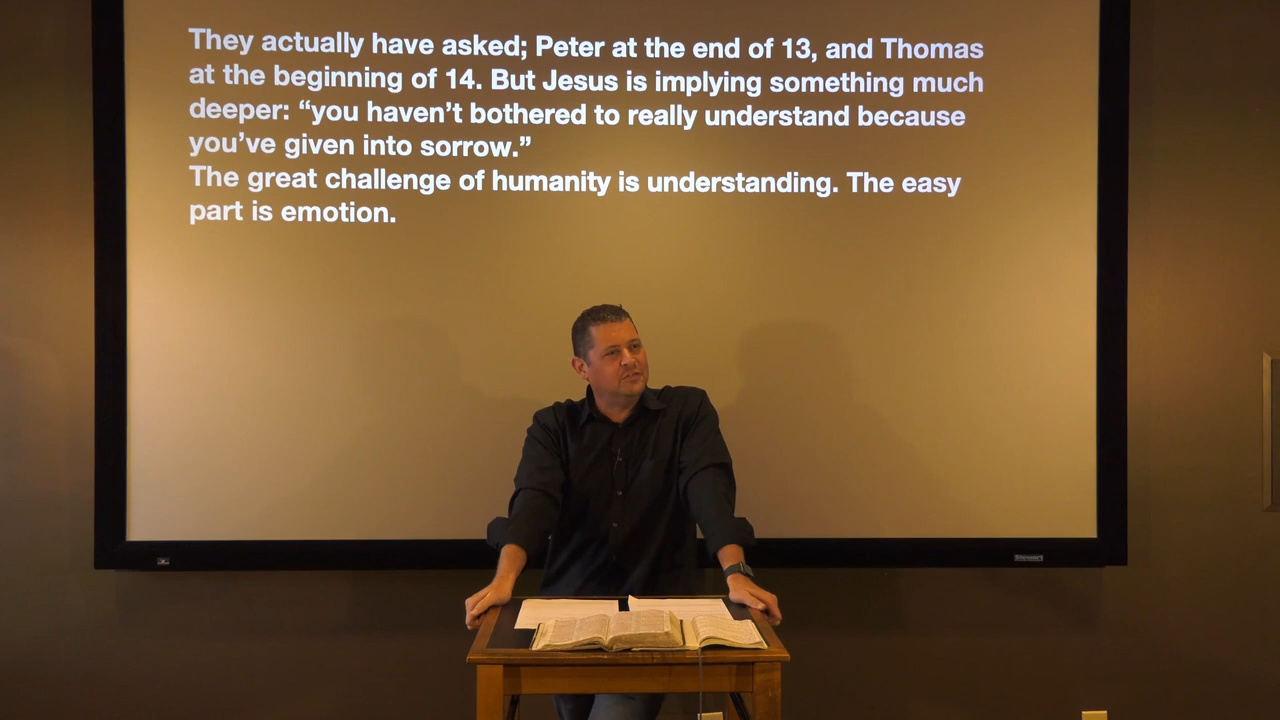 They actually have asked; Peter at the end of 13, and Thomas
at the beginning of 14. But Jesus is implying something much
deeper: “you haven’t bothered to really understand because
you’ve given into sorrow.”
The great challenge of humanity is understanding. The easy
part is emotion.
Stewart